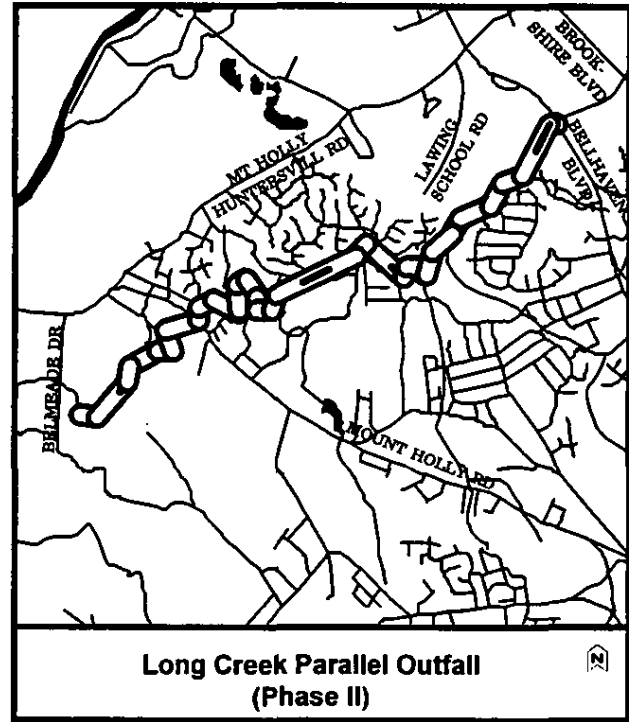 BROOK-
SHIRE BLVD
BELLHAVEN
BLVD
LAWING
SCHOOL RD
MT HOLLY
HUNTERSVILL RD
BELMEADE DR
MOUNT HOLLY RD
Long Creek Parallel Outfall
(Phase II)
N